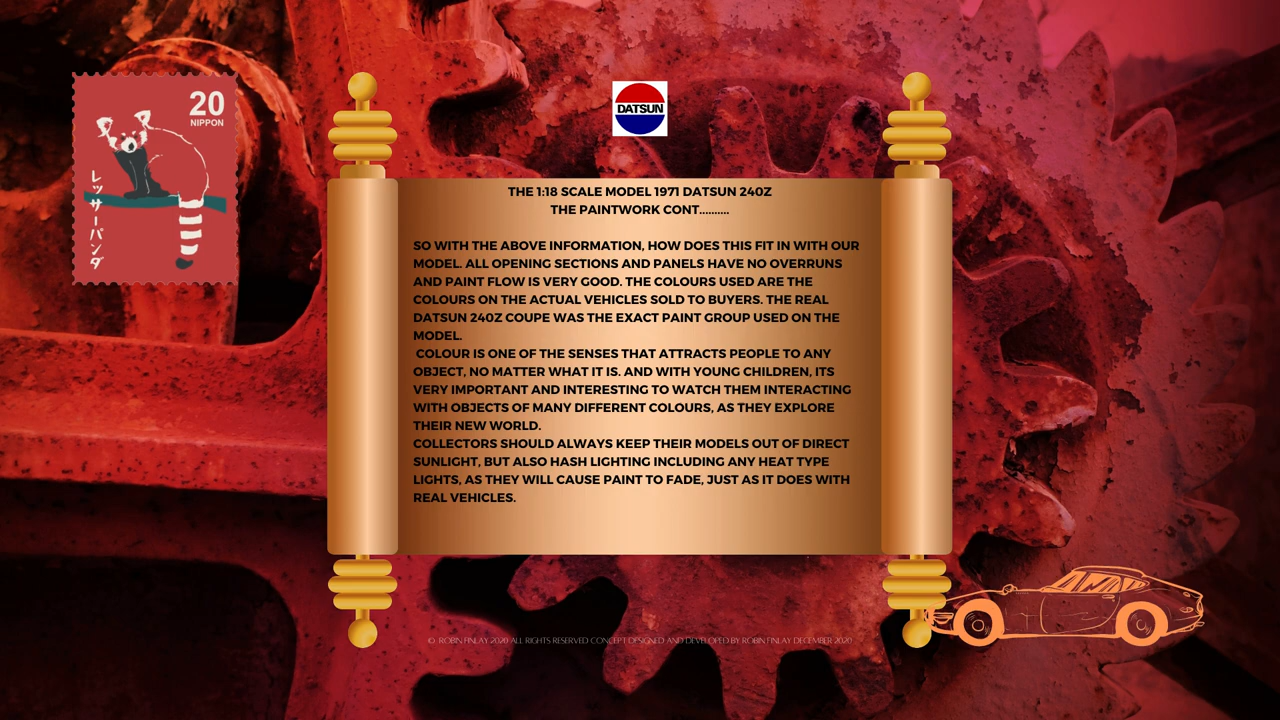 20
NIPPON
レッサーパンダ
DATSUN
THE 1:18 SCALE MODEL 1971 DATSUN 240Z
THE PAINTWORK CONT..........
SO WITH THE ABOVE INFORMATION, HOW DOES THIS FIT IN WITH OUR
MODEL. ALL OPENING SECTIONS AND PANELS HAVE NO OVERRUNS
AND PAINT FLOW IS VERY GOOD. THE COLOURS USED ARE THE
COLOURS ON THE ACTUAL VEHICLES SOLD TO BUYERS. THE REAL
DATSUN 240Z COUPE WAS THE EXACT PAINT GROUP USED ON THE
MODEL.
COLOUR IS ONE OF THE SENSES THAT ATTRACTS PEOPLE TO ANY
OBJECT, NO MATTER WHAT IT IS. AND WITH YOUNG CHILDREN, ITS
VERY IMPORTANT AND INTERESTING TO WATCH THEM INTERACTING
WITH OBJECTS OF MANY DIFFERENT COLOURS, AS THEY EXPLORE
THEIR NEW WORLD.
COLLECTORS SHOULD ALWAYS KEEP THEIR MODELS OUT OF DIRECT
SUNLIGHT, BUT ALSO HASH LIGHTING INCLUDING ANY HEAT TYPE
LIGHTS, AS THEY WILL CAUSE PAINT TO FADE, JUST AS IT DOES WITH
REAL VEHICLES.
© ROBIN FINLAY 2020 ALL RIGHTS RESERVED CONCEPT DESIGNED AND DEVELOPED BY ROBIN FINLAY DECEMBER 2020